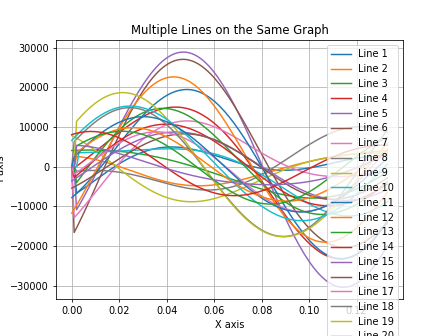 Multiple Lines on the Same Graph
30000
20000
10000
0
−10000
−20000
−30000
0.00
0.02
0.04
0.06
0.08
0.10
X axis
axis
Line 1
Line 2
Line 3
Line 4
Line 5
Line 6
Line 7
Line 8
Line 9
Line 10
Line 11
Line 12
Line 13
Line 14
Line 15
Line 16
Line 17
Line 18
Line 19
Line 20